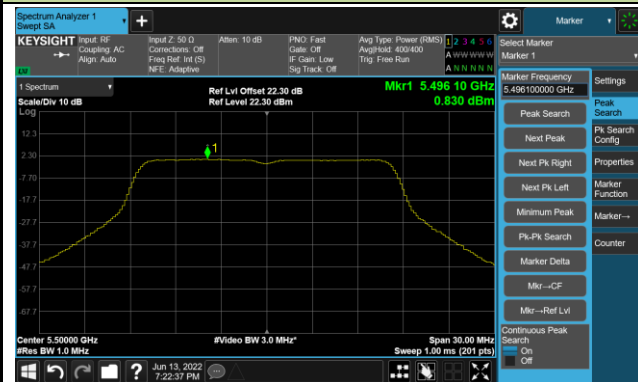 Spectrum Analyzer 1
Swept SA
+
Marker
KEYSIGHT
Input: RF
Coupling: AC
Align: Auto
Input Z: 50 Ω
Corrections: Off
Freq Ref: Int (S)
NFE: Adaptive
Atten: 10 dB
PNO: Fast
Gate: Off
IF Gain: Low
Sig Track: Off
Avg Type: Power (RMS)
Avg|Hold: 400/400
Trig: Free Run
1 2 3 4 5 6
A W W W W W
A N N N N N
LVI
Select Marker
Marker 1
1 Spectrum
Scale/Div 10 dB
Log
Ref Lvl Offset 22.30 dB
Ref Level 22.30 dBm
Mkr1 5.496 10 GHz
0.830 dBm
12.3
2.30
-7.70
-17.7
-27.7
-37.7
-47.7
-57.7
-67.7
1
Center 5.50000 GHz
#Res BW 1.0 MHz
#Video BW 3.0 MHz*
Span 30.00 MHz
Sweep 1.00 ms (201 pts)
Marker Frequency
5.496100000 GHz
Peak Search
Next Peak
Next Pk Right
Next Pk Left
Minimum Peak
Pk-Pk Search
Marker Delta
Mkr→CF
Mkr→Ref Lvl
Continuous Peak
Search
On
Off
Settings
Peak
Search
Pk Search
Config
Properties
Marker
Function
Marker→
Counter
?
Jun 13, 2022
7:22:37 PM